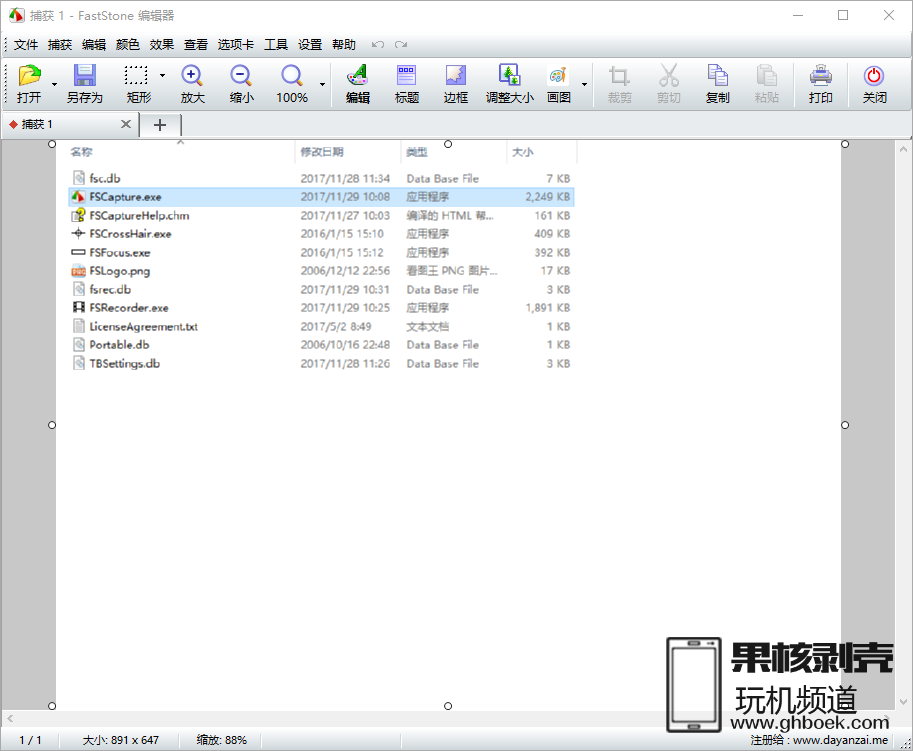 捕获 1 - FastStone 编辑器
文件 捕获 编辑 颜色 效果 查看 选项卡 工具 设置 帮助
打开 另存为 矩形 放大 缩小 100% 编辑 标题 边框 调整大小 画图 裁剪 剪切 复制 粘贴 打印 关闭
捕获 1
名称 修改日期 类型 大小
fsc.db 2017/11/28 11:34 Data Base File 7 KB
FSCapture.exe 2017/11/29 10:08 应用程序 2,249 KB
FSCaptureHelp.chm 2017/11/27 10:03 编译的 HTML 帮... 161 KB
FSCrossHair.exe 2016/1/15 15:10 应用程序 409 KB
FSFocus.exe 2016/1/15 15:12 应用程序 392 KB
FSLogo.png 2006/12/12 22:56 看图王 PNG 图片... 17 KB
fsrec.db 2017/11/29 10:31 Data Base File 3 KB
FSRecorder.exe 2017/11/29 10:25 应用程序 1,891 KB
LicenseAgreement.txt 2017/5/2 8:49 文本文档 1 KB
Portable.db 2006/10/16 22:48 Data Base File 1 KB
TBSettings.db 2017/11/28 11:26 Data Base File 3 KB
果核剥壳
玩机频道
www.ghboek.com
1 / 1 大小: 891 x 647 缩放: 88% 注册给 : www.dayanzai.me